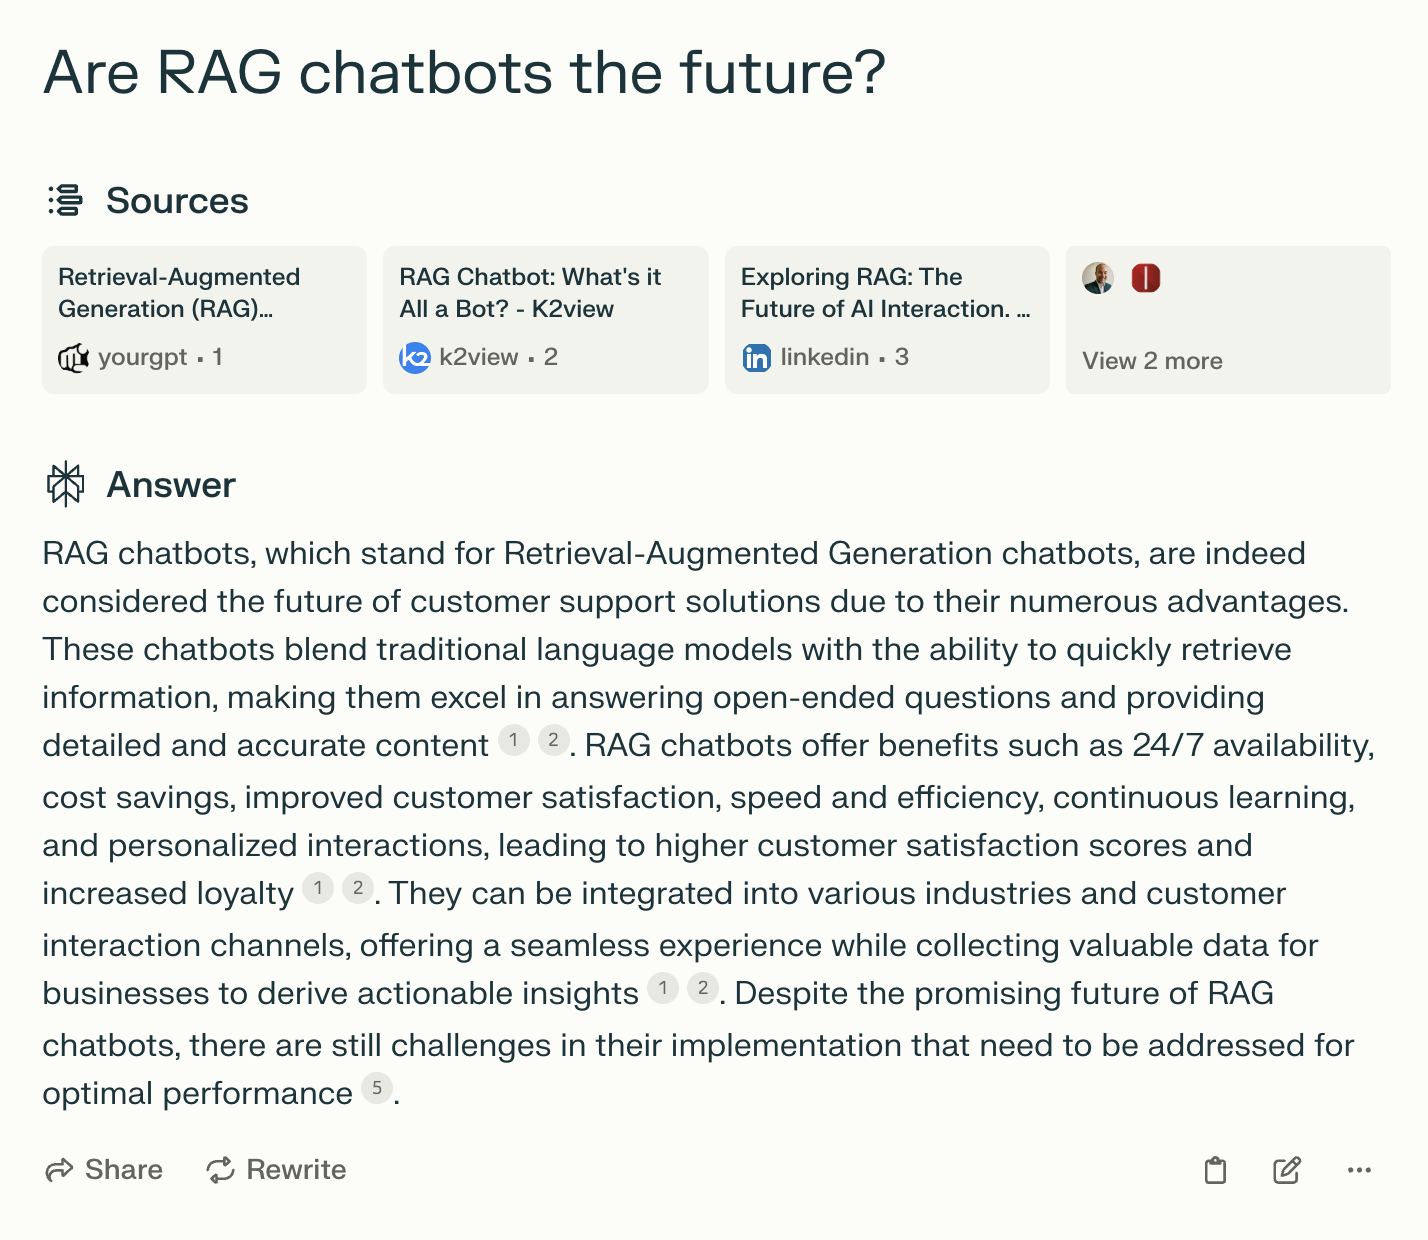 Are RAG chatbots the future?
Sources
Retrieval-Augmented
Generation (RAG)...
yourgpt · 1
RAG Chatbot: What's it
All a Bot? - K2view
k2 k2view · 2
Exploring RAG: The
Future of AI Interaction. ...
in linkedin · 3
View 2 more
Answer
RAG chatbots, which stand for Retrieval-Augmented Generation chatbots, are indeed
considered the future of customer support solutions due to their numerous advantages.
These chatbots blend traditional language models with the ability to quickly retrieve
information, making them excel in answering open-ended questions and providing
detailed and accurate content 1 2. RAG chatbots offer benefits such as 24/7 availability,
cost savings, improved customer satisfaction, speed and efficiency, continuous learning,
and personalized interactions, leading to higher customer satisfaction scores and
increased loyalty 1 2. They can be integrated into various industries and customer
interaction channels, offering a seamless experience while collecting valuable data for
businesses to derive actionable insights 1 2. Despite the promising future of RAG
chatbots, there are still challenges in their implementation that need to be addressed for
optimal performance 5.
Share Rewrite